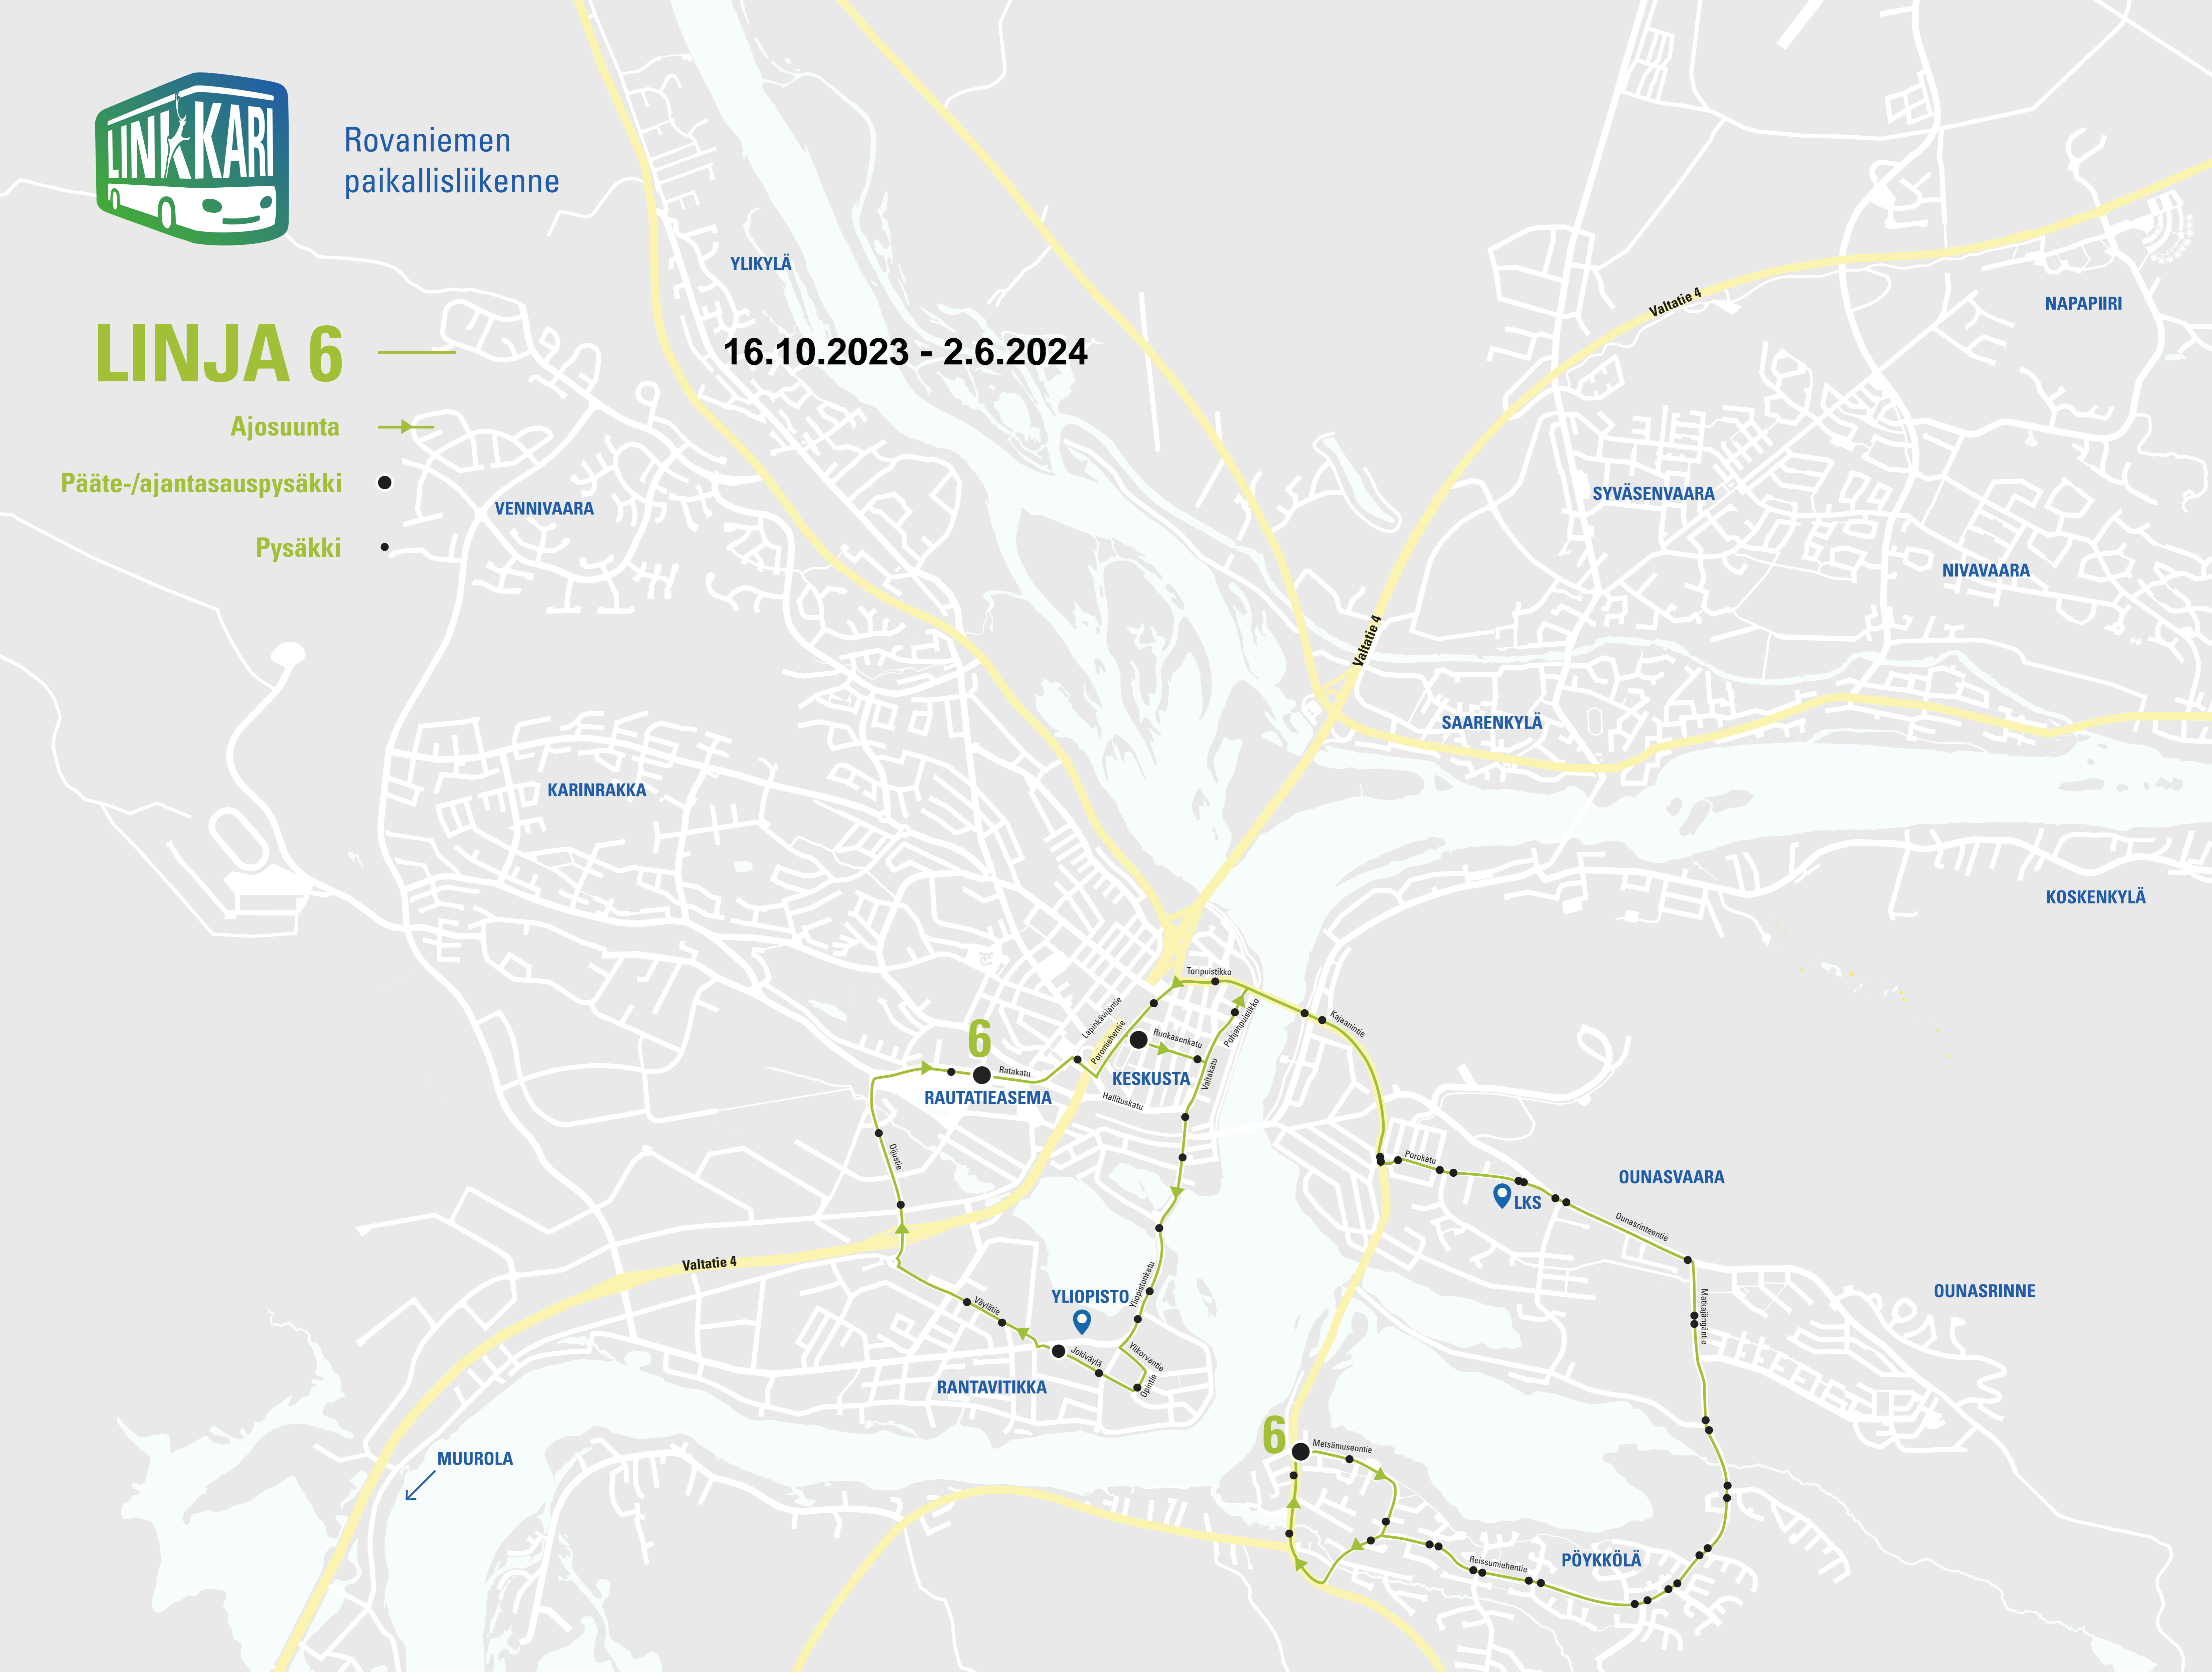 LINKKARI
Rovaniemen
paikallisliikenne
LINJA 6
Ajosuunta
Pääte-/ajantasauspysäkki
Pysäkki
16.10.2023 - 2.6.2024
YLIKYLÄ
NAPAPIIRI
Valtatie 4
SYVÄSENVAARA
VENNIVAARA
NIVAVAARA
Valtatie 4
SAARENKYLÄ
KARINRAKKA
KOSKENKYLÄ
Toripuistikko
Lapinkävijäntie
Poromiehentie
Ruokasenkatu
Pohjanpuistikko
Kajaanintie
6
Ratakatu
RAUTATIEASEMA
KESKUSTA
Valtakatu
Hallituskatu
Oijustie
Porokatu
OUNASVAARA
LKS
Ounasrinteentie
Valtatie 4
YLIOPISTO
Yliopistonkatu
Väylätie
OUNASRINNE
Matkajängäntie
Jokiväylä
Ylikorvantie
Opintie
RANTAVITIKKA
6
Metsämuseontie
MUUROLA
Reissumiehentie
PÖYKKÖLÄ